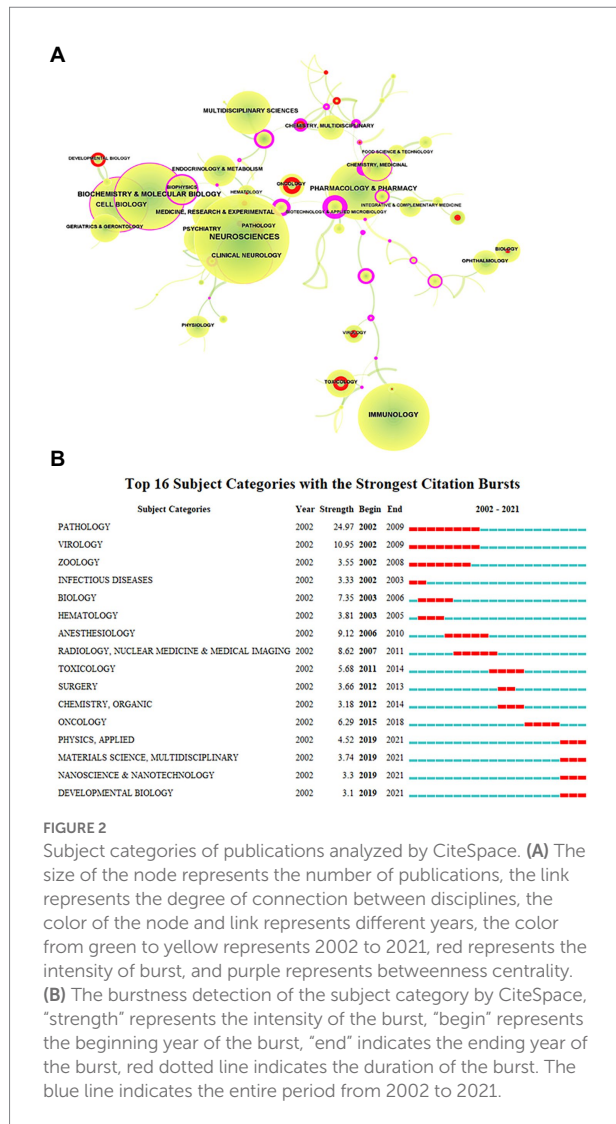 A
MULTIDISCIPLINARY SCIENCES
CHEMISTRY, MULTIDISCIPLINARY
DEVELOPMENTAL BIOLOGY
FOOD SCIENCE & TECHNOLOGY
ENDOCRINOLOGY & METABOLISM
CHEMISTRY, MEDICINAL
BIOPHYSICS
HEMATOLOGY
ONCOLOGY
BIOCHEMISTRY & MOLECULAR BIOLOGY
PHARMACOLOGY & PHARMACY
CELL BIOLOGY
INTEGRATIVE & COMPLEMENTARY MEDICINE
MEDICINE, RESEARCH & EXPERIMENTAL
BIOTECHNOLOGY & APPLIED MICROBIOLOGY
GERIATRICS & GERONTOLOGY
PSYCHIATRY
PATHOLOGY
NEUROSCIENCES
BIOLOGY
CLINICAL NEUROLOGY
OPHTHALMOLOGY
PHYSIOLOGY
VIROLOGY
TOXICOLOGY
IMMUNOLOGY
B
Top 16 Subject Categories with the Strongest Citation Bursts
Subject Categories Year Strength Begin End 2002 - 2021
PATHOLOGY 2002 24.97 2002 2009
VIROLOGY 2002 10.95 2002 2009
ZOOLOGY 2002 3.55 2002 2008
INFECTIOUS DISEASES 2002 3.33 2002 2003
BIOLOGY 2002 7.35 2003 2006
HEMATOLOGY 2002 3.81 2003 2005
ANESTHESIOLOGY 2002 9.12 2006 2010
RADIOLOGY, NUCLEAR MEDICINE & MEDICAL IMAGING 2002 8.62 2007 2011
TOXICOLOGY 2002 5.68 2011 2014
SURGERY 2002 3.66 2012 2013
CHEMISTRY, ORGANIC 2002 3.18 2012 2014
ONCOLOGY 2002 6.29 2015 2018
PHYSICS, APPLIED 2002 4.52 2019 2021
MATERIALS SCIENCE, MULTIDISCIPLINARY 2002 3.74 2019 2021
NANOSCIENCE & NANOTECHNOLOGY 2002 3.3 2019 2021
DEVELOPMENTAL BIOLOGY 2002 3.1 2019 2021
FIGURE 2
Subject categories of publications analyzed by CiteSpace. (A) The
size of the node represents the number of publications, the link
represents the degree of connection between disciplines, the
color of the node and link represents different years, the color
from green to yellow represents 2002 to 2021, red represents the
intensity of burst, and purple represents betweenness centrality.
(B) The burstness detection of the subject category by CiteSpace,
“strength” represents the intensity of the burst, “begin” represents
the beginning year of the burst, “end” indicates the ending year of
the burst, red dotted line indicates the duration of the burst. The
blue line indicates the entire period from 2002 to 2021.